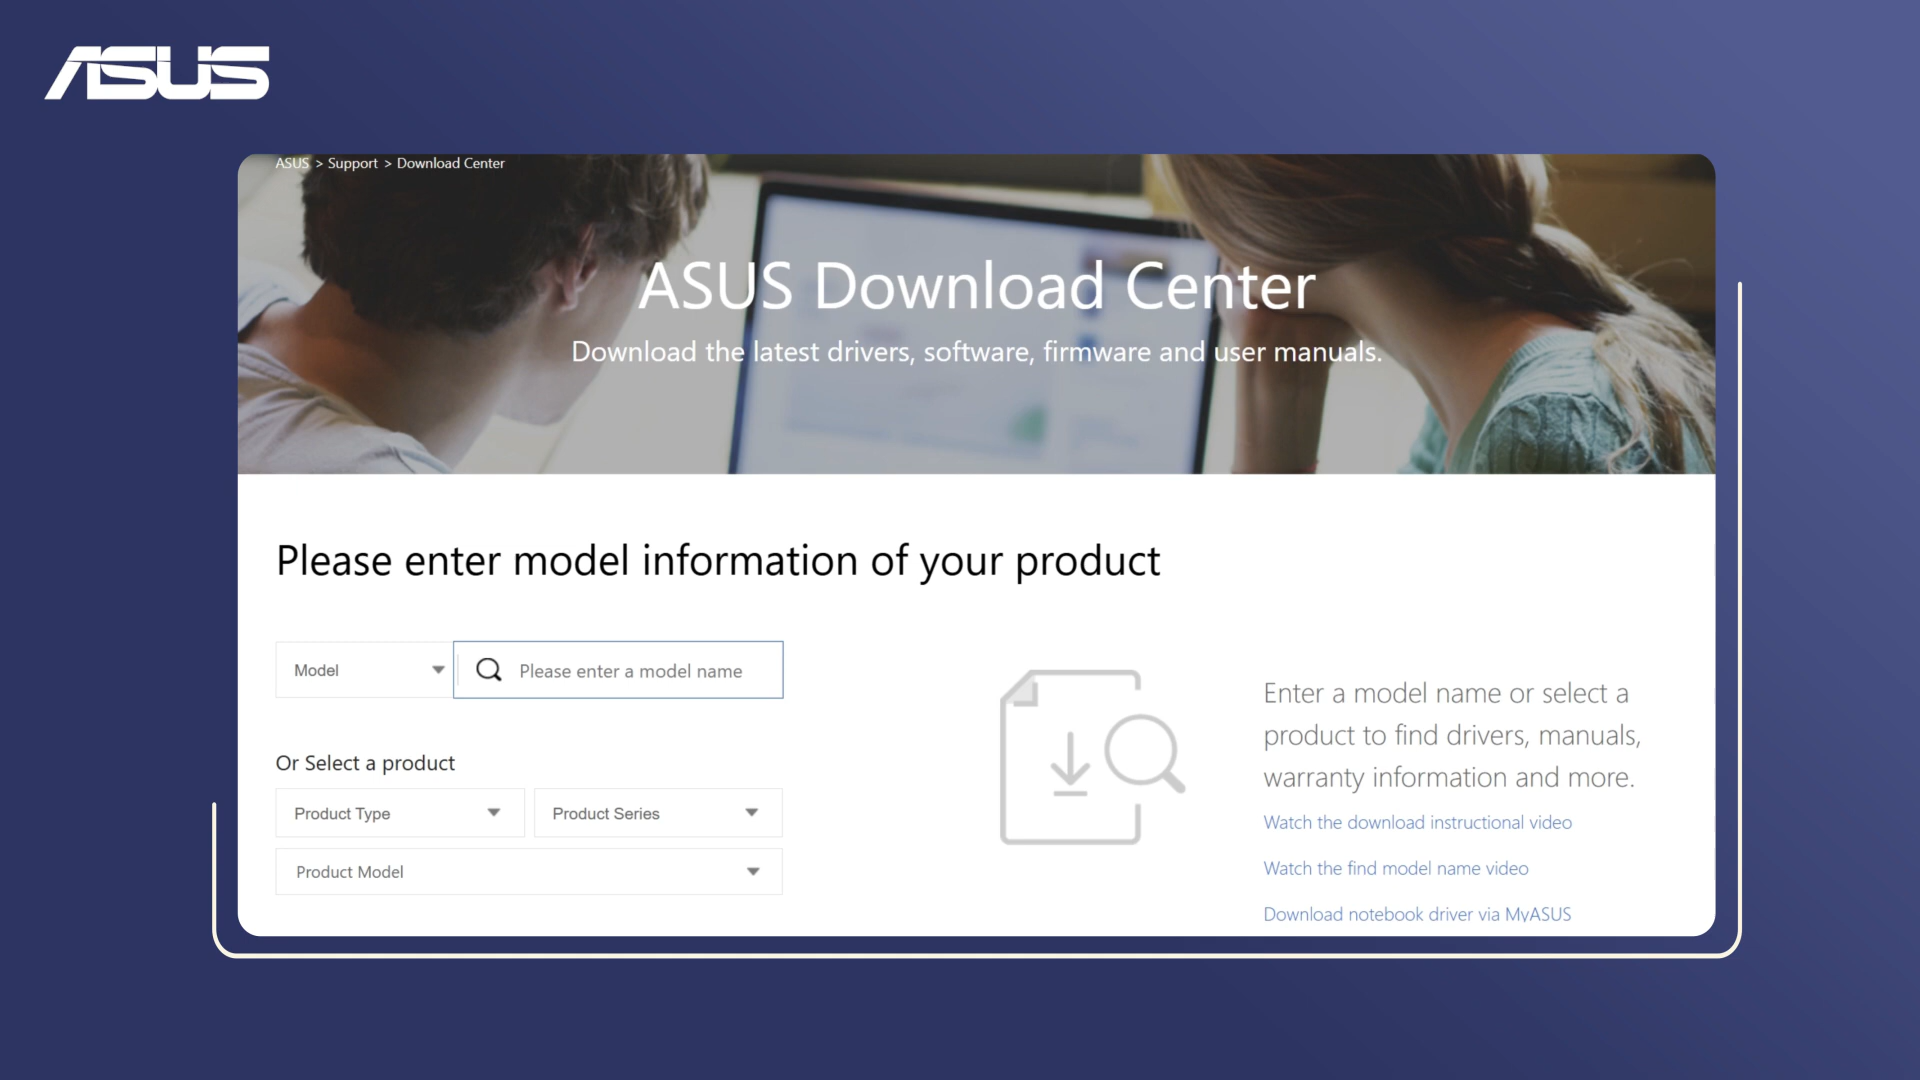 ASUS
ASUS > Support > Download Center
ASUS Download Center
Download the latest drivers, software, firmware and user manuals.
Please enter model information of your product
Model
Please enter a model name
Or Select a product
Product Type
Product Series
Product Model
Enter a model name or select a
product to find drivers, manuals,
warranty information and more.
Watch the download instructional video
Watch the find model name video
Download notebook driver via MyASUS